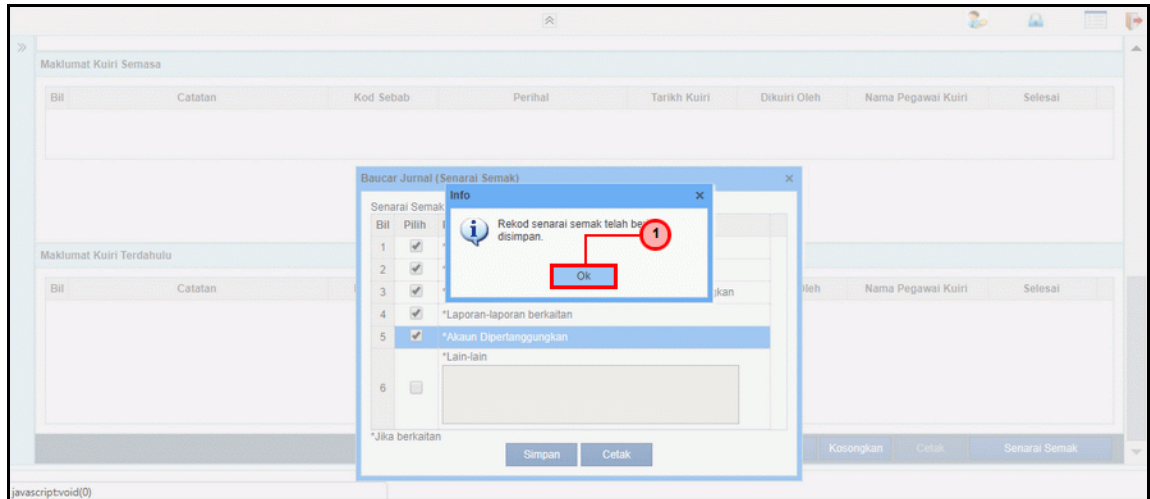 Maklumat Kuiri Semasa
Bil Catatan Kod Sebab Perihal Tarikh Kuiri Dikuiri Oleh Nama Pegawai Kuiri Selesai
Baucar Jurnal (Senarai Semak)
Info
Senarai Semak
Rekod senarai semak telah
disimpan.
1
Ok
Bil Pilih
1
2
3
4 *Laporan-laporan berkaitan
5 *Akaun Dipertanggungkan
*Lain-lain
6
*Jika berkaitan
Simpan Cetak
Maklumat Kuiri Terdahulu
Bil Catatan Oleh Nama Pegawai Kuiri Selesai
Kosongkan Cetak Senarai Semak
javascript:void(0)